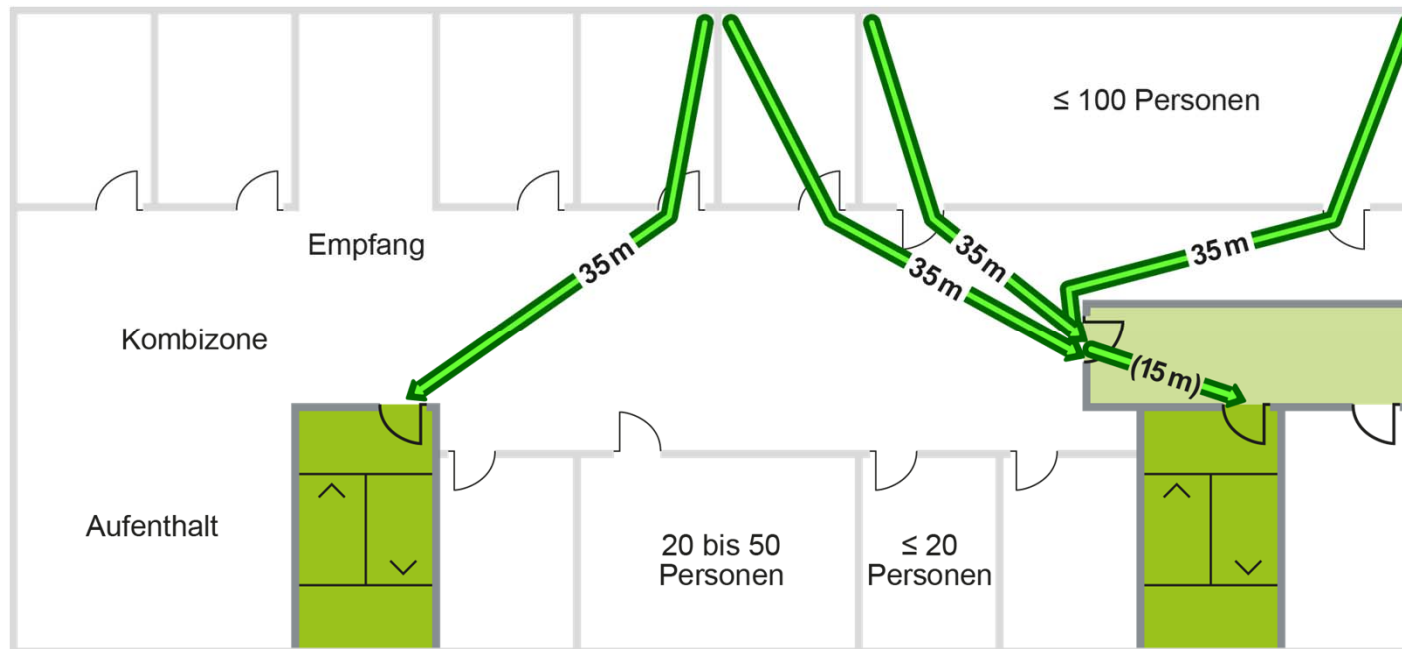 ≤ 100 Personen
Empfang
35 m
35 m
35 m
35 m
Kombizone
(15 m)
Aufenthalt
20 bis 50
Personen
≤ 20
Personen